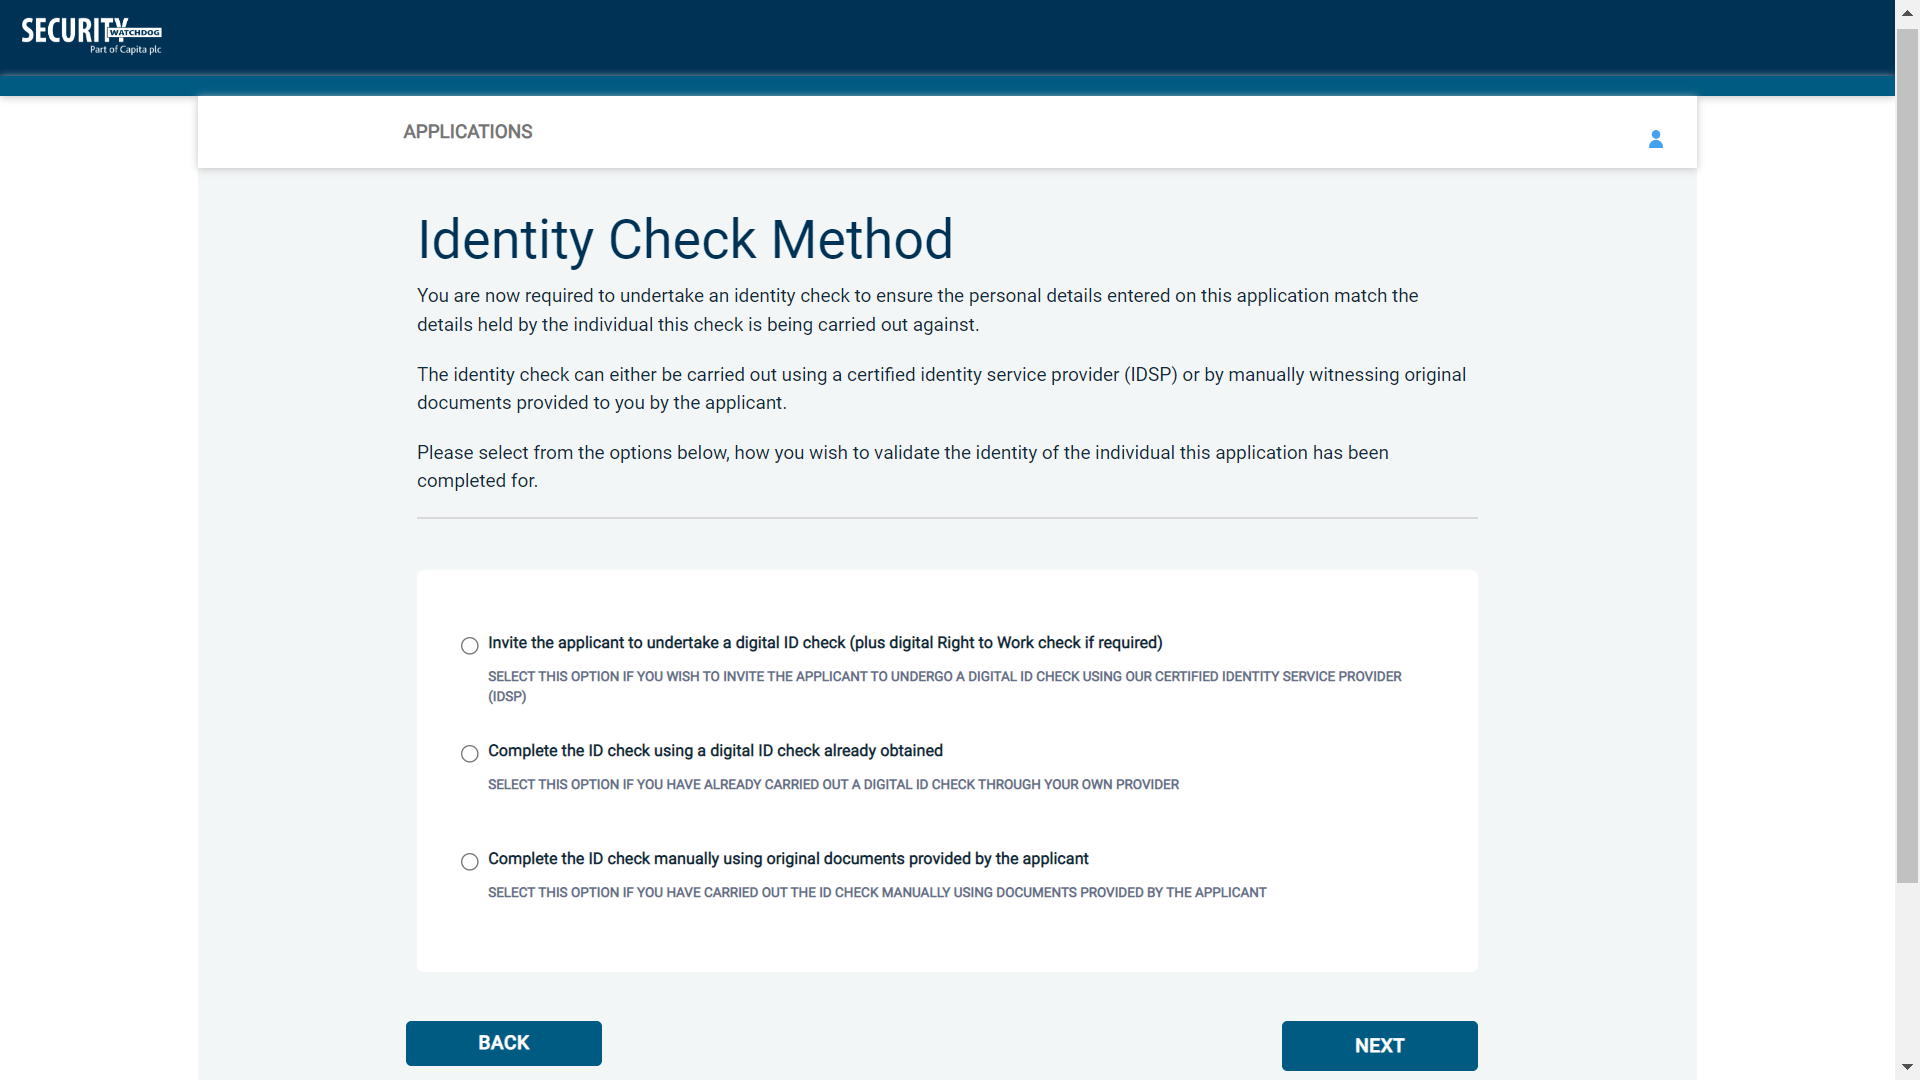 SECURITY
WATCHDOG
Part of Capita plc
APPLICATIONS
Identity Check Method
You are now required to undertake an identity check to ensure the personal details entered on this application match the
details held by the individual this check is being carried out against.
The identity check can either be carried out using a certified identity service provider (IDSP) or by manually witnessing original
documents provided to you by the applicant.
Please select from the options below, how you wish to validate the identity of the individual this application has been
completed for.
Invite the applicant to undertake a digital ID check (plus digital Right to Work check if required)
SELECT THIS OPTION IF YOU WISH TO INVITE THE APPLICANT TO UNDERGO A DIGITAL ID CHECK USING OUR CERTIFIED IDENTITY SERVICE PROVIDER
(IDSP)
Complete the ID check using a digital ID check already obtained
SELECT THIS OPTION IF YOU HAVE ALREADY CARRIED OUT A DIGITAL ID CHECK THROUGH YOUR OWN PROVIDER
Complete the ID check manually using original documents provided by the applicant
SELECT THIS OPTION IF YOU HAVE CARRIED OUT THE ID CHECK MANUALLY USING DOCUMENTS PROVIDED BY THE APPLICANT
BACK
NEXT